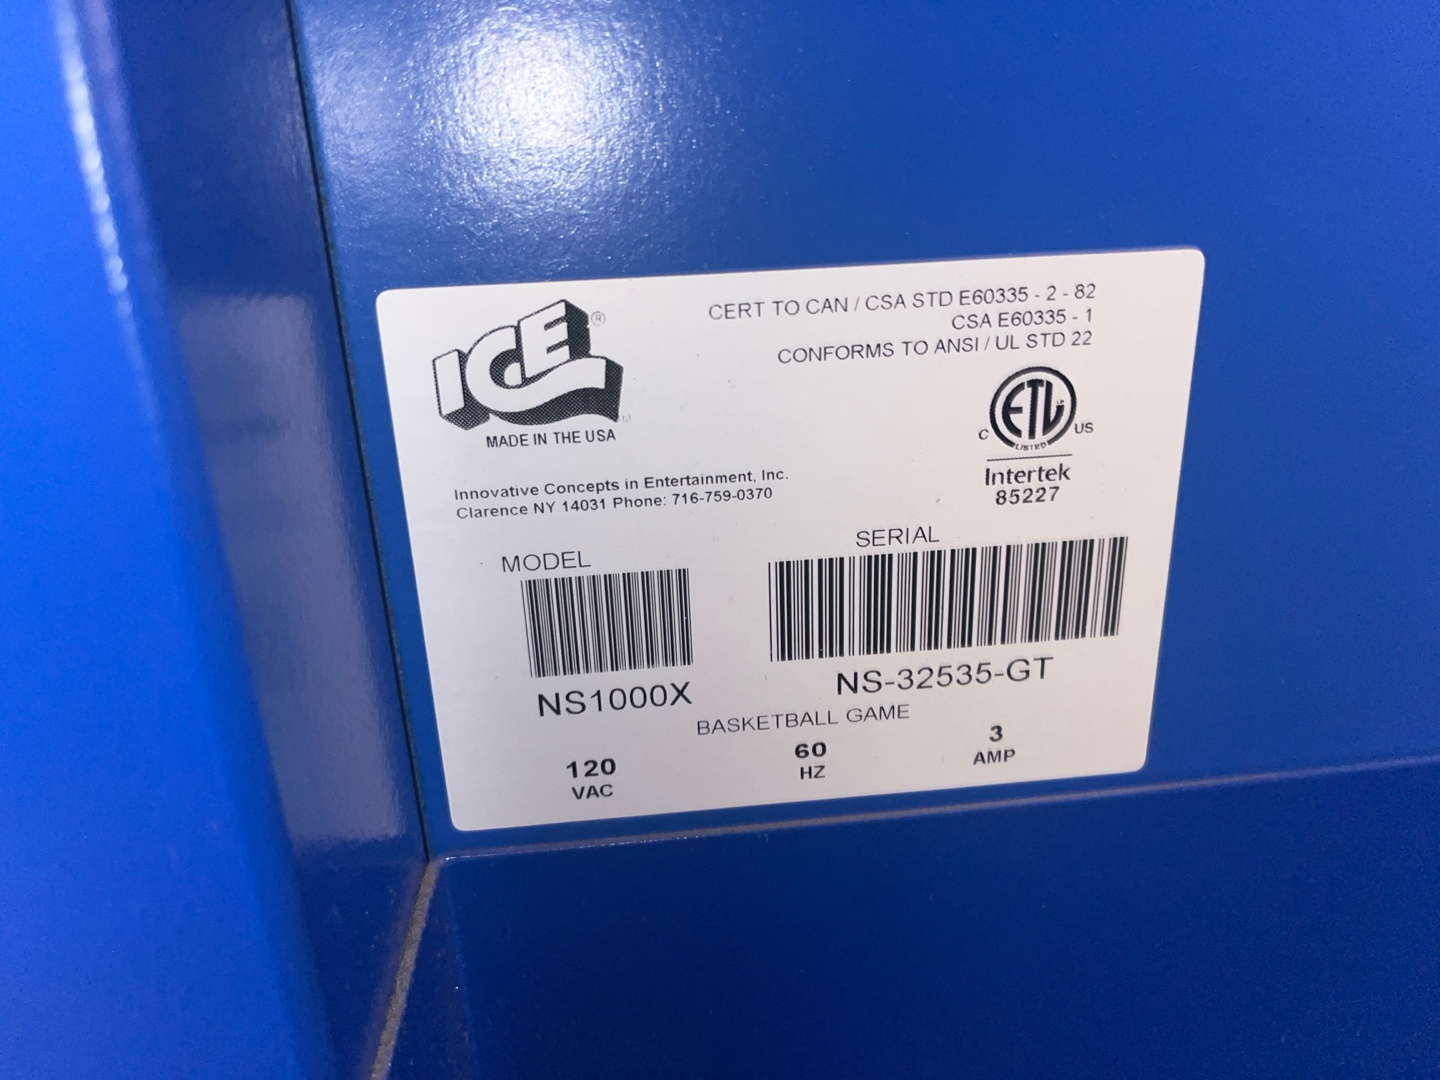 ICE®
MADE IN THE USA
CERT TO CAN / CSA STD E60335 - 2 - 82
CSA E60335 - 1
CONFORMS TO ANSI / UL STD 22
ETL
LISTED
C US
Intertek
85227
Innovative Concepts in Entertainment, Inc.
Clarence NY 14031 Phone: 716-759-0370
MODEL
NS1000X
SERIAL
NS-32535-GT
BASKETBALL GAME
120
VAC
60
HZ
3
AMP